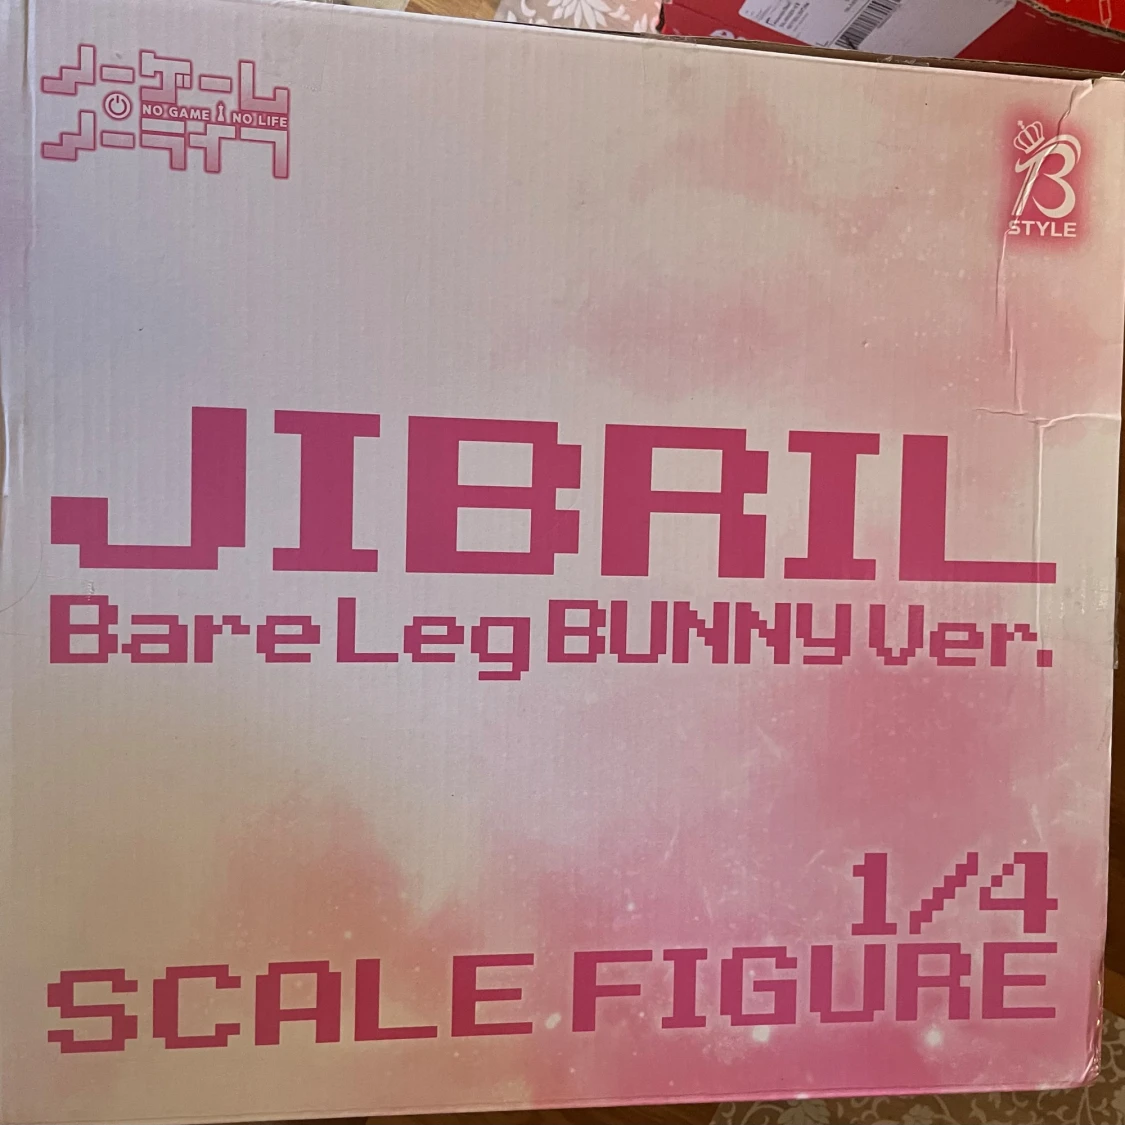 ノーゲーム
NO GAME NO LIFE
ノーライフ
B
STYLE
JIBRIL
Bare Leg BUNNY Ver.
1/4
SCALE FIGURE